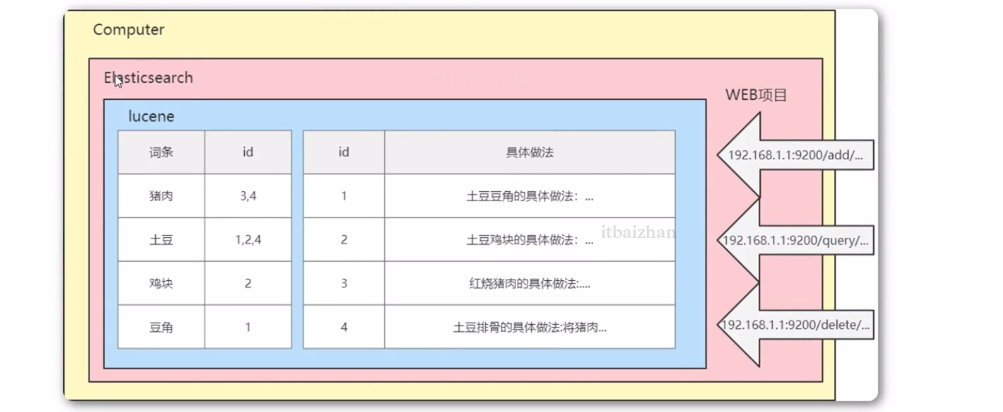 Computer
Elasticsearch
WEB项目
lucene
词条 id id 具体做法
192.168.1.1:9200/add/...
猪肉 3,4 1 土豆豆角的具体做法：...
土豆 1,2,4 2 土豆鸡块的具体做法：...
itbaizhan
192.168.1.1:9200/query/...
鸡块 2 3 红烧猪肉的具体做法:....
豆角 1 4 土豆排骨的具体做法:将猪肉...
192.168.1.1:9200/delete/...